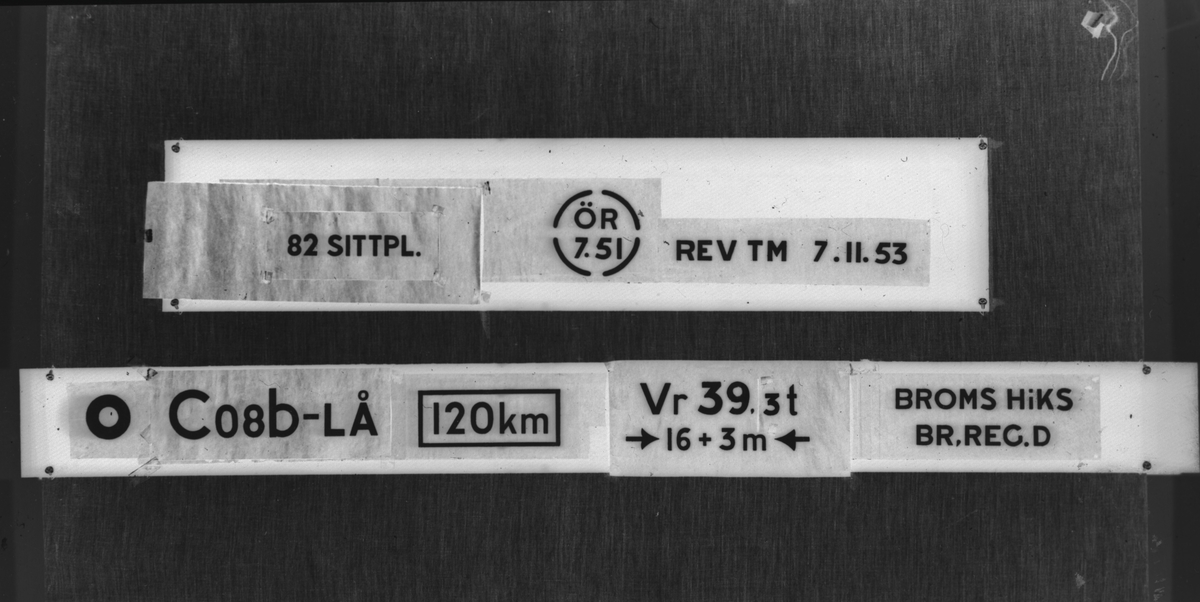 82 SITTPL.
ÖR
7.51
REV TM 7.11.53
O C08b-LÅ
120km
Vr 39.3t
→16+3m←
BROMS HiKS
BR.REG.D